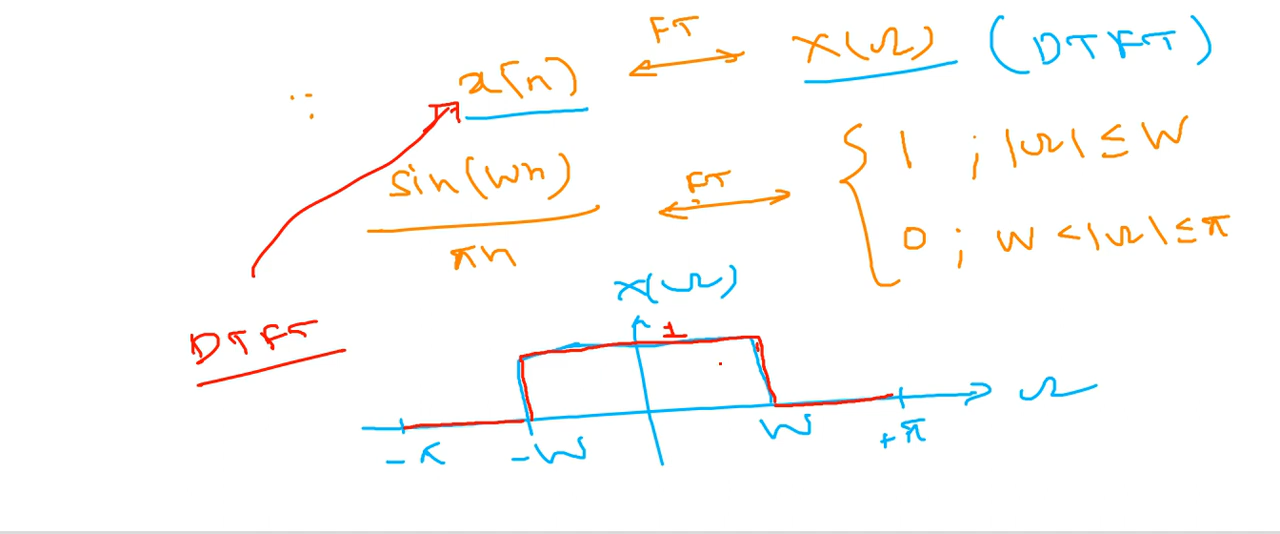 ∵ x[n] FT ↔ X(Ω) (DTFT)
sin(Wn) / πn FT ↔ { 1 ; |Ω| ≤ W
0 ; W < |Ω| ≤ π
X(Ω)
DTFT
1
Ω
-π -W W +π